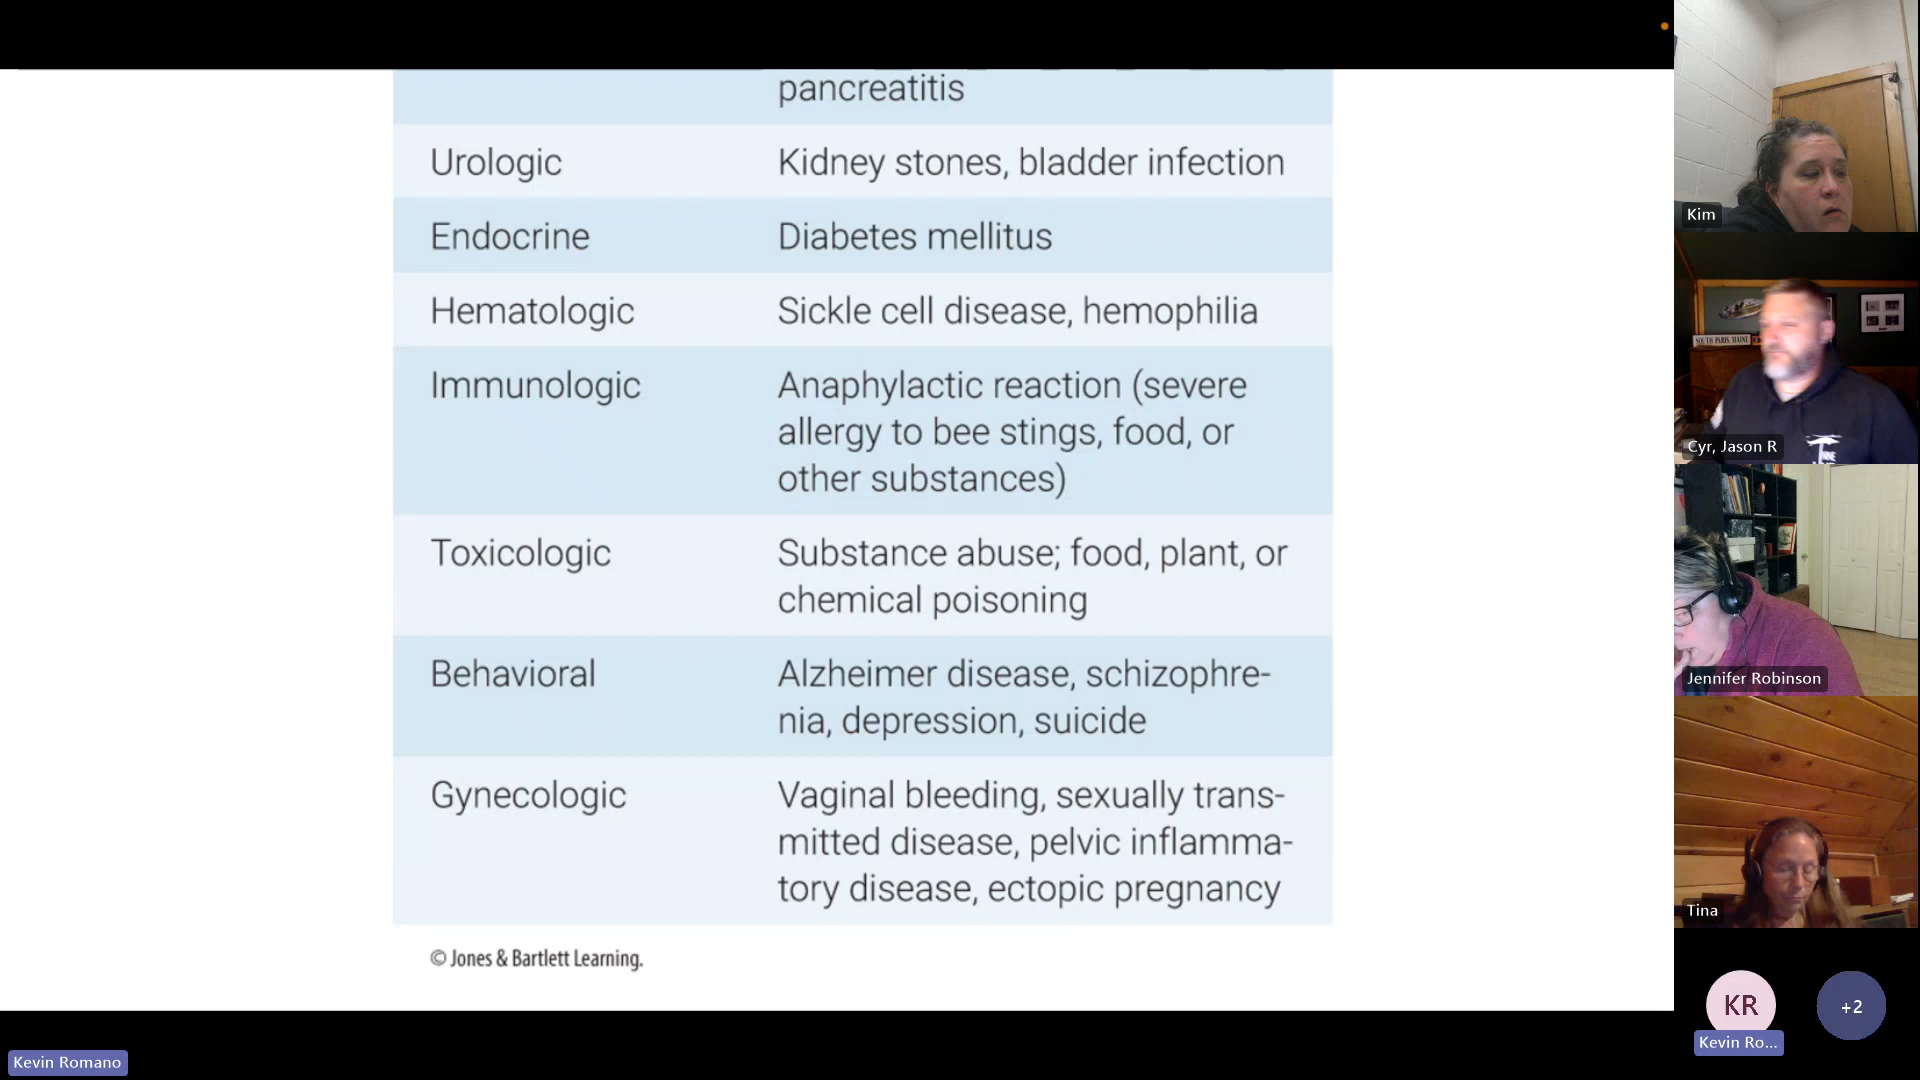 pancreatitis
Urologic
Kidney stones, bladder infection
Endocrine
Diabetes mellitus
Hematologic
Sickle cell disease, hemophilia
Immunologic
Anaphylactic reaction (severe
allergy to bee stings, food, or
other substances)
Toxicologic
Substance abuse; food, plant, or
chemical poisoning
Behavioral
Alzheimer disease, schizophre-
nia, depression, suicide
Gynecologic
Vaginal bleeding, sexually trans-
mitted disease, pelvic inflamma-
tory disease, ectopic pregnancy
© Jones & Bartlett Learning.
Kevin Romano
Kim
SOUTH PARIS, MAINE
Cyr, Jason R
Jennifer Robinson
Tina
KR
Kevin Ro...
+2